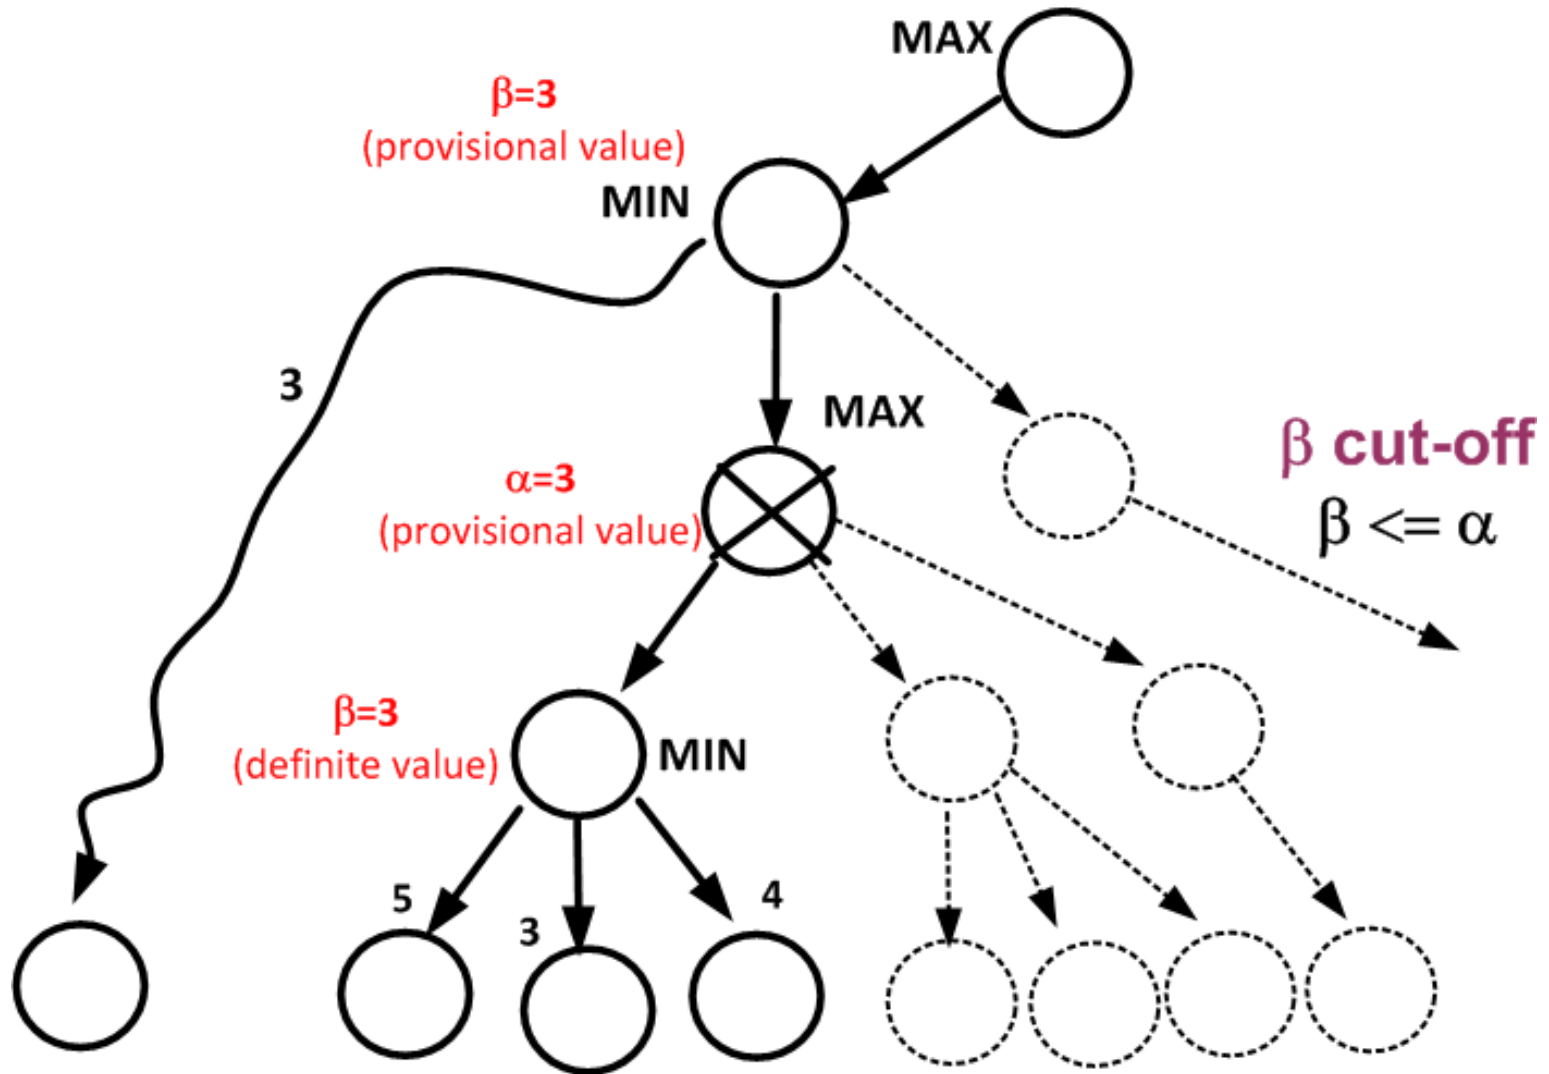 MAX
β=3
(provisional value)
MIN
3
MAX
β cut-off
β <= α
α=3
(provisional value)
β=3
(definite value)
MIN
5
3
4